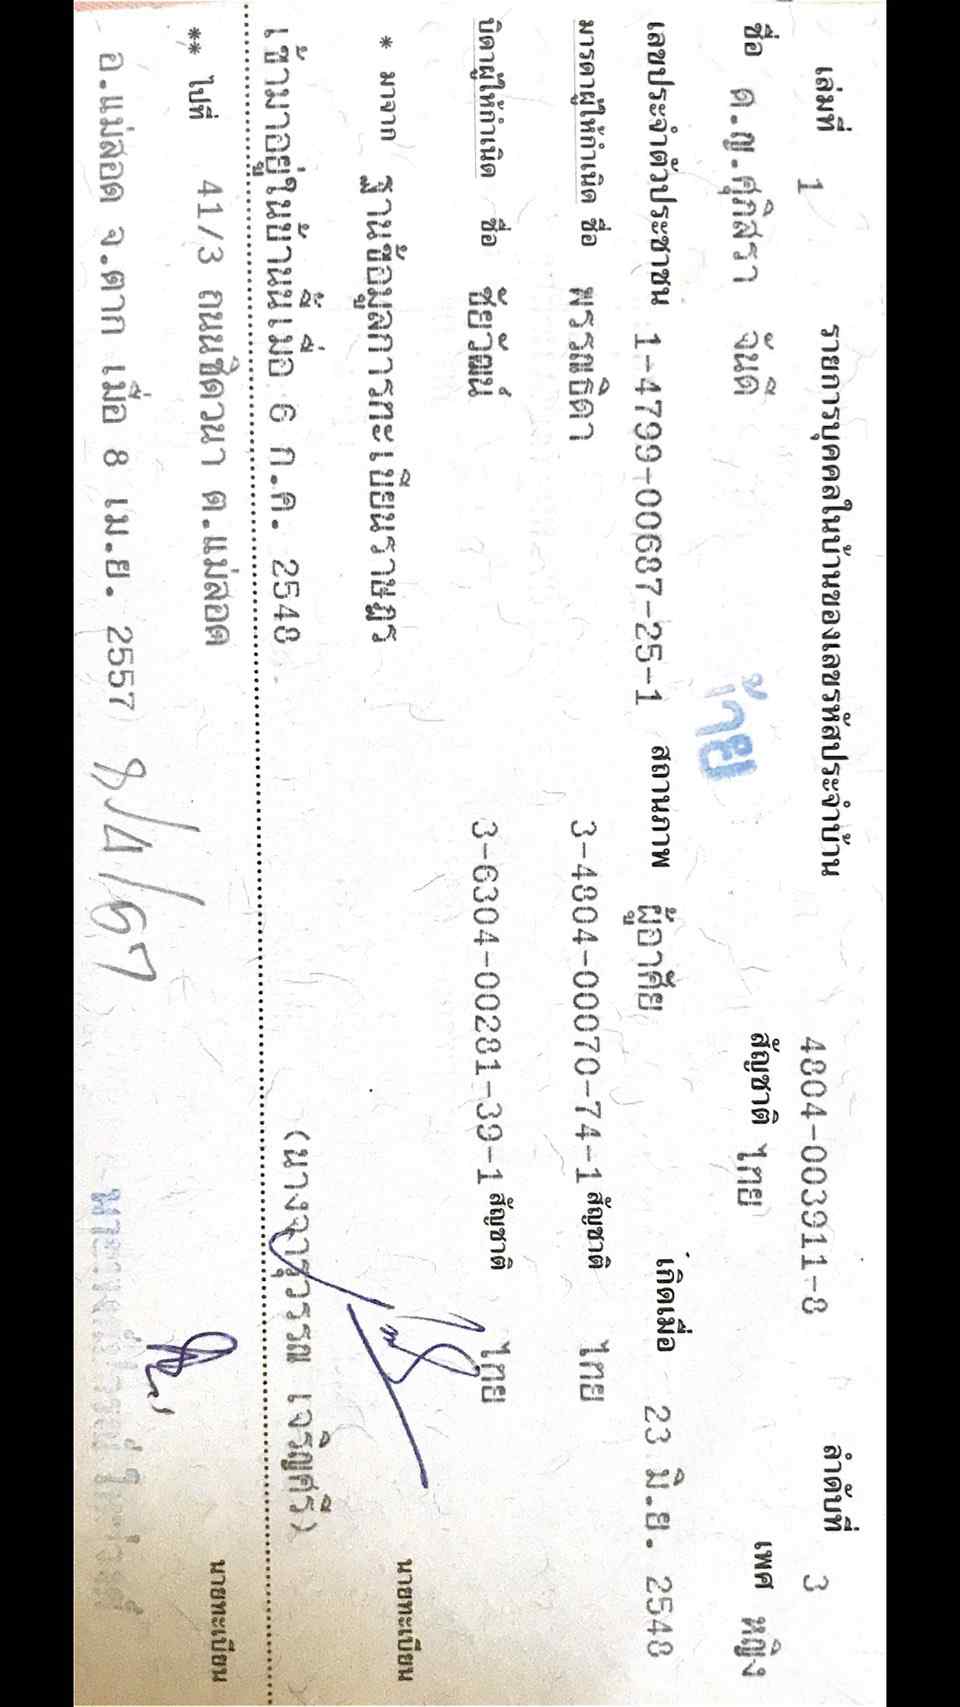 เล่มที่ 1 รายการบุคคลในบ้านของเลขรหัสประจำบ้าน 4804-003911-8 ลำดับที่ 3
ชื่อ ด.ญ.ศุภิสรา จันดี สัญชาติ ไทย เพศ หญิง
ย้าย
เลขประจำตัวประชาชน 1-4799-00687-25-1 สถานภาพ ผู้อาศัย เกิดเมื่อ 23 มิ.ย. 2548
มารดาผู้ให้กำเนิด ชื่อ พรรณธิดา 3-4804-00070-74-1 สัญชาติ ไทย
บิดาผู้ให้กำเนิด ชื่อ ชัยวัฒน์ 3-6304-00281-39-1 สัญชาติ ไทย
* มาจาก ฐานข้อมูลการทะเบียนราษฎร นายทะเบียน
เข้ามาอยู่ในบ้านนี้เมื่อ 6 ก.ค. 2548 (นางจารุวรรณ เจริญศรี)
** ไปที่ 41/3 ถนนชิดวนา ต.แม่สอด นายทะเบียน
อ.แม่สอด จ.ตาก เมื่อ 8 เม.ย. 2557 9/4/67